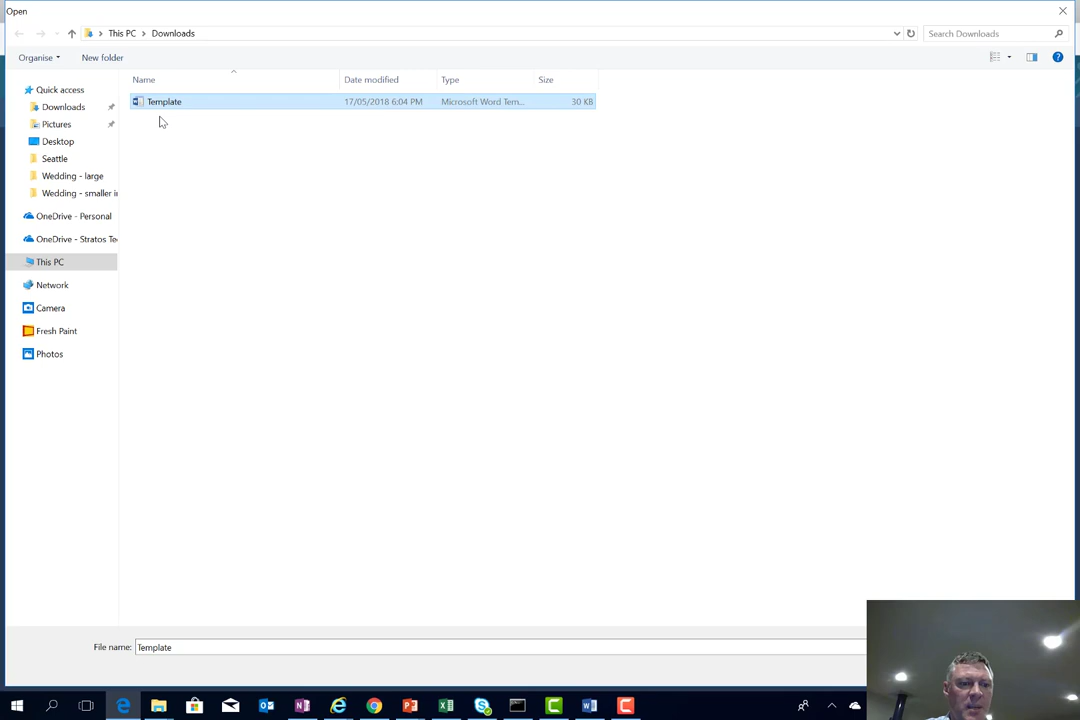 Open
This PC > Downloads
Search Downloads
Organise
New folder
Name
Date modified
Type
Size
Template
17/05/2018 6:04 PM
Microsoft Word Tem...
30 KB
Quick access
Downloads
Pictures
Desktop
Seattle
Wedding - large
Wedding - smaller i
OneDrive - Personal
OneDrive - Stratos Te
This PC
Network
Camera
Fresh Paint
Photos
File name: Template